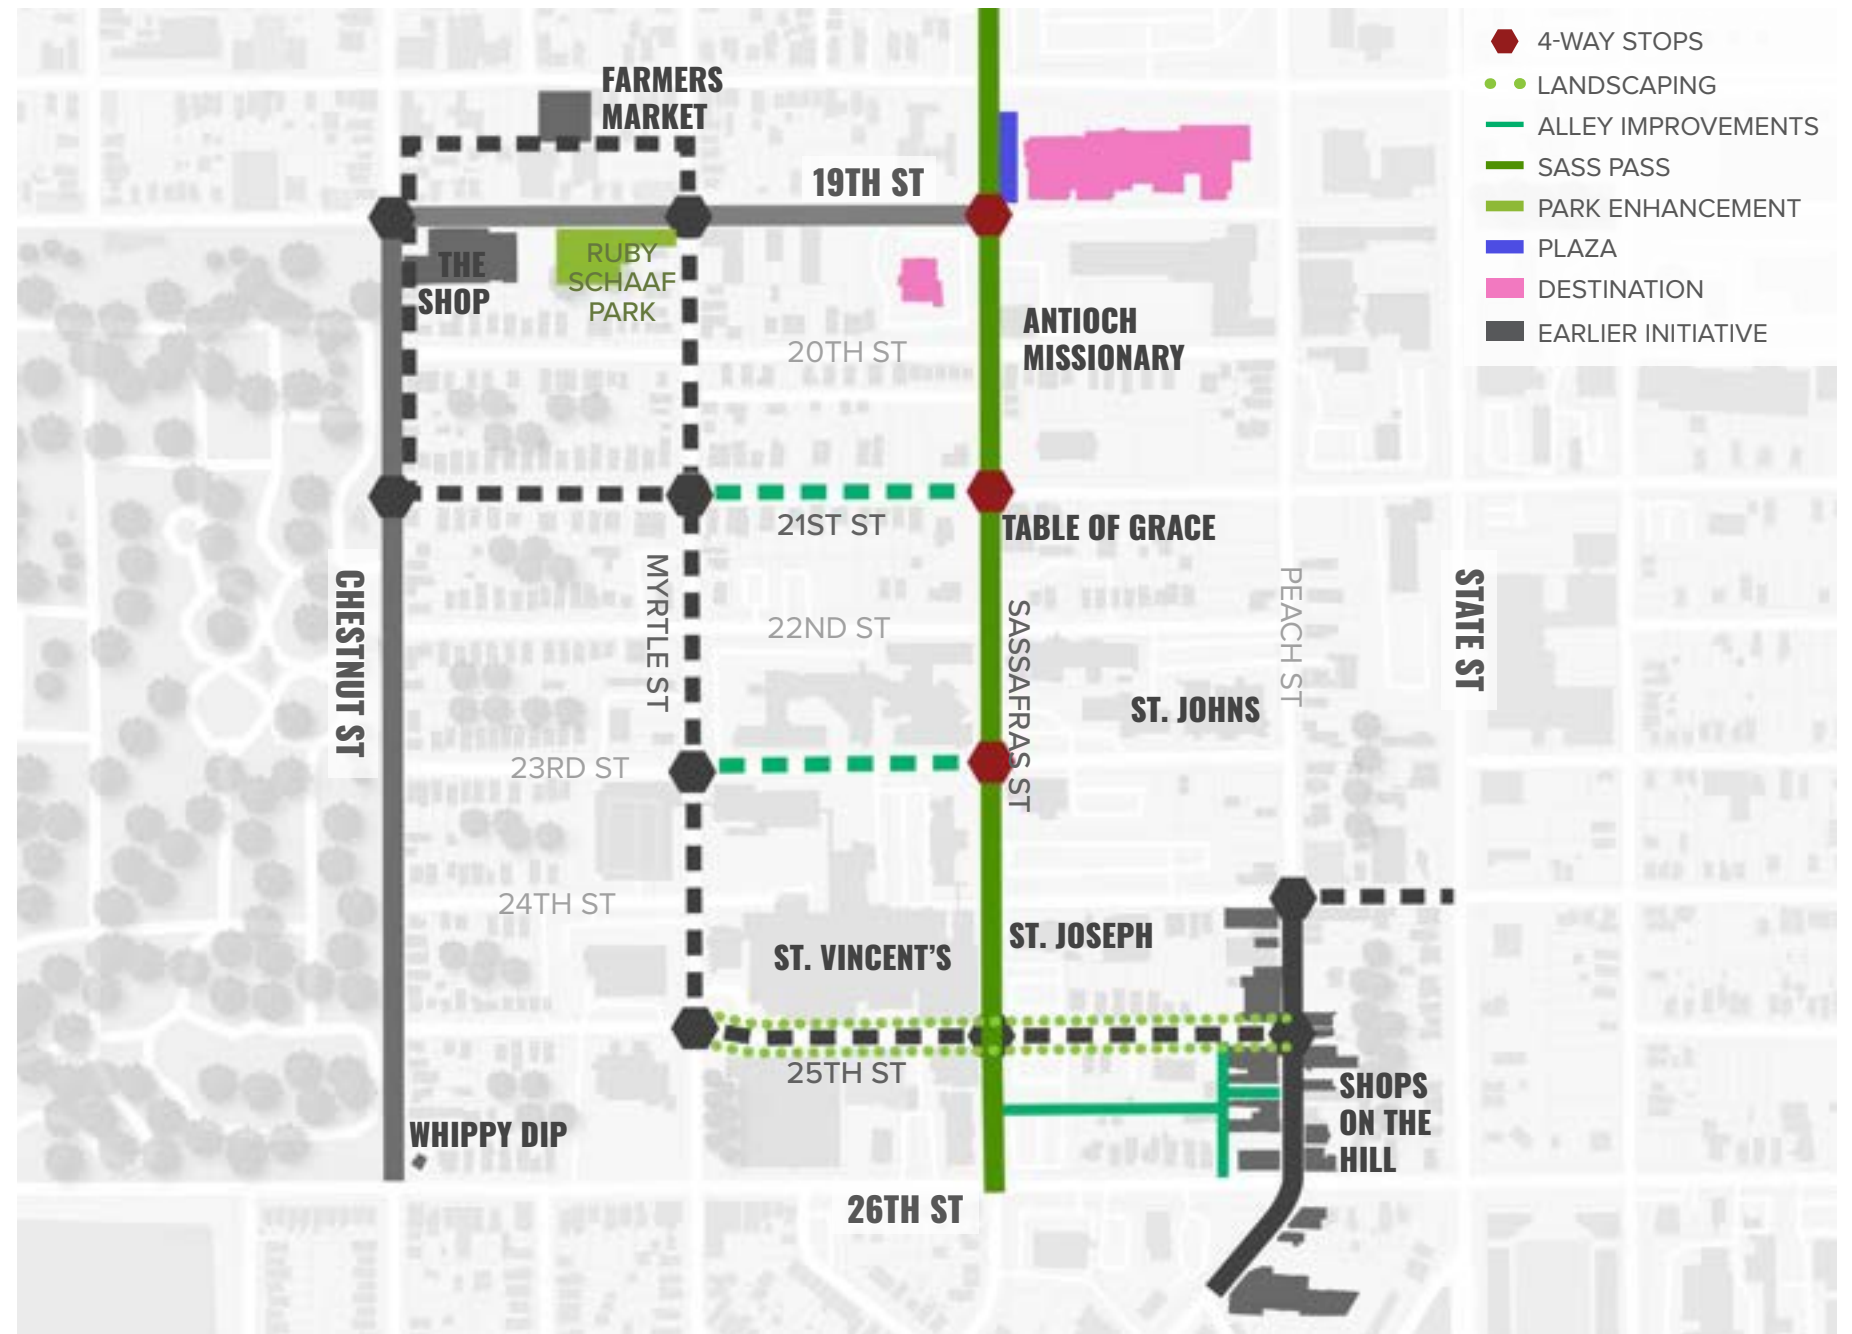 4-WAY STOPS
LANDSCAPING
ALLEY IMPROVEMENTS
SASS PASS
PARK ENHANCEMENT
PLAZA
DESTINATION
EARLIER INITIATIVE
FARMERS
MARKET
19TH ST
THE
SHOP
RUBY
SCHAAF
PARK
20TH ST
ANTIOCH
MISSIONARY
21ST ST
TABLE OF GRACE
CHESTNUT ST
MYRTLE ST
22ND ST
SASSAFRAS ST
PEACH ST
STATE ST
ST. JOHNS
23RD ST
24TH ST
ST. VINCENT'S
ST. JOSEPH
25TH ST
SHOPS
ON THE
HILL
WHIPPY DIP
26TH ST